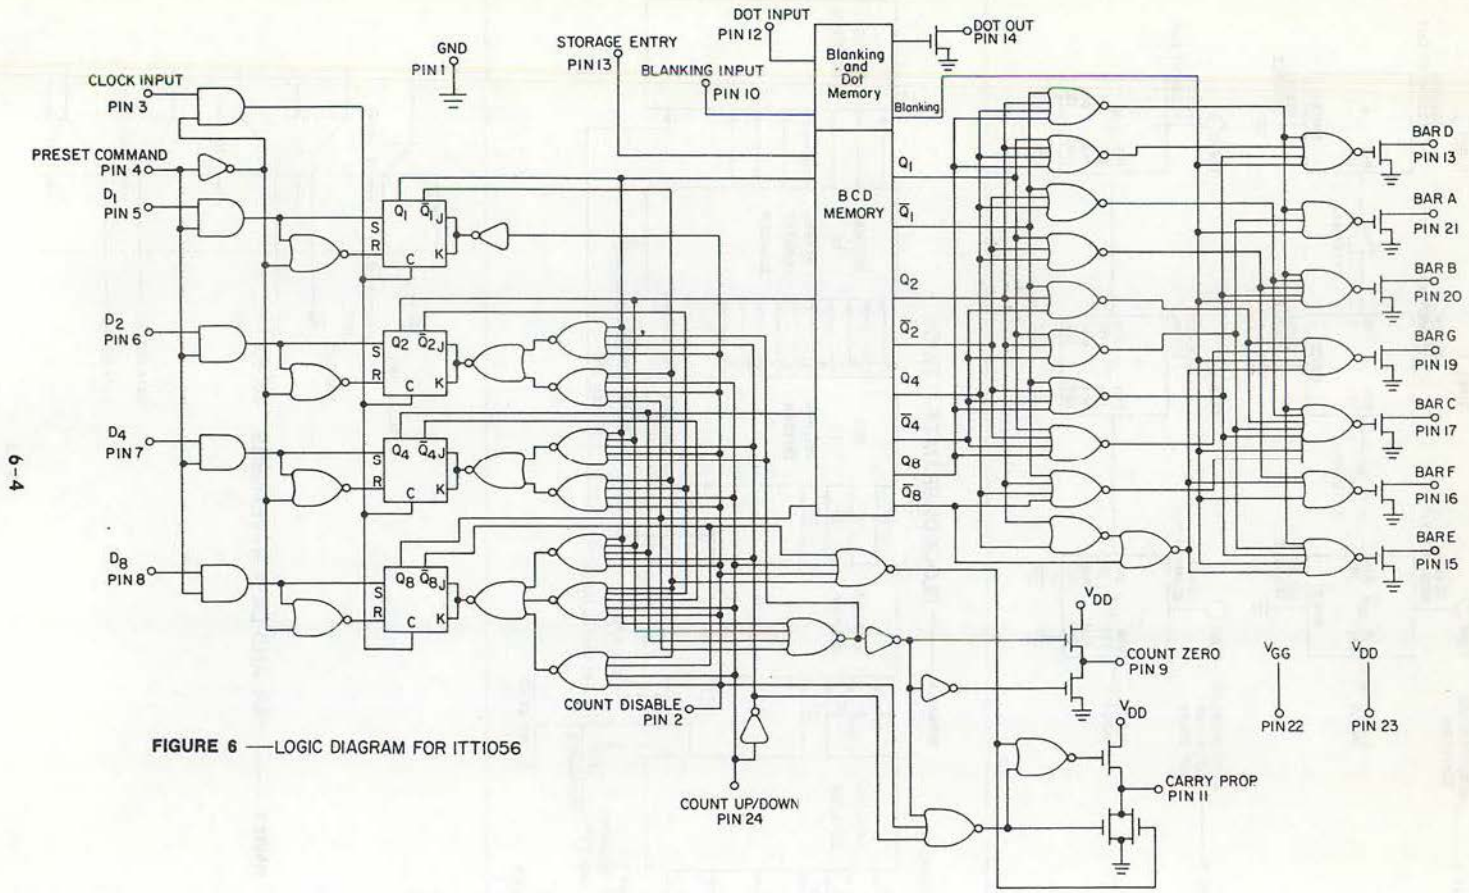 DOT INPUT
PIN 12
DOT OUT
PIN 14
STORAGE ENTRY
PIN 13
GND
PIN 1
Blanking
and
Dot
Memory
BLANKING INPUT
PIN 10
Blanking
CLOCK INPUT
PIN 3
PRESET COMMAND
PIN 4
D1
PIN 5
Q1 Q̅1 J
S
R
C K
Q1
BCD
MEMORY
Q̅1
Q2
Q̅2
Q4
Q̅4
Q8
Q̅8
BAR D
PIN 13
BAR A
PIN 21
BAR B
PIN 20
BAR G
PIN 19
BAR C
PIN 17
BAR F
PIN 16
BAR E
PIN 15
D2
PIN 6
Q2 Q̅2 J
S
R
C K
D4
PIN 7
Q4 Q̅4 J
S
R
C K
D8
PIN 8
Q8 Q̅8 J
S
R
C K
VDD
COUNT ZERO
PIN 9
VGG
PIN 22
VDD
PIN 23
COUNT DISABLE
PIN 2
VDD
CARRY PROP.
PIN 11
COUNT UP/DOWN
PIN 24
FIGURE 6 — LOGIC DIAGRAM FOR ITT1056
6-4